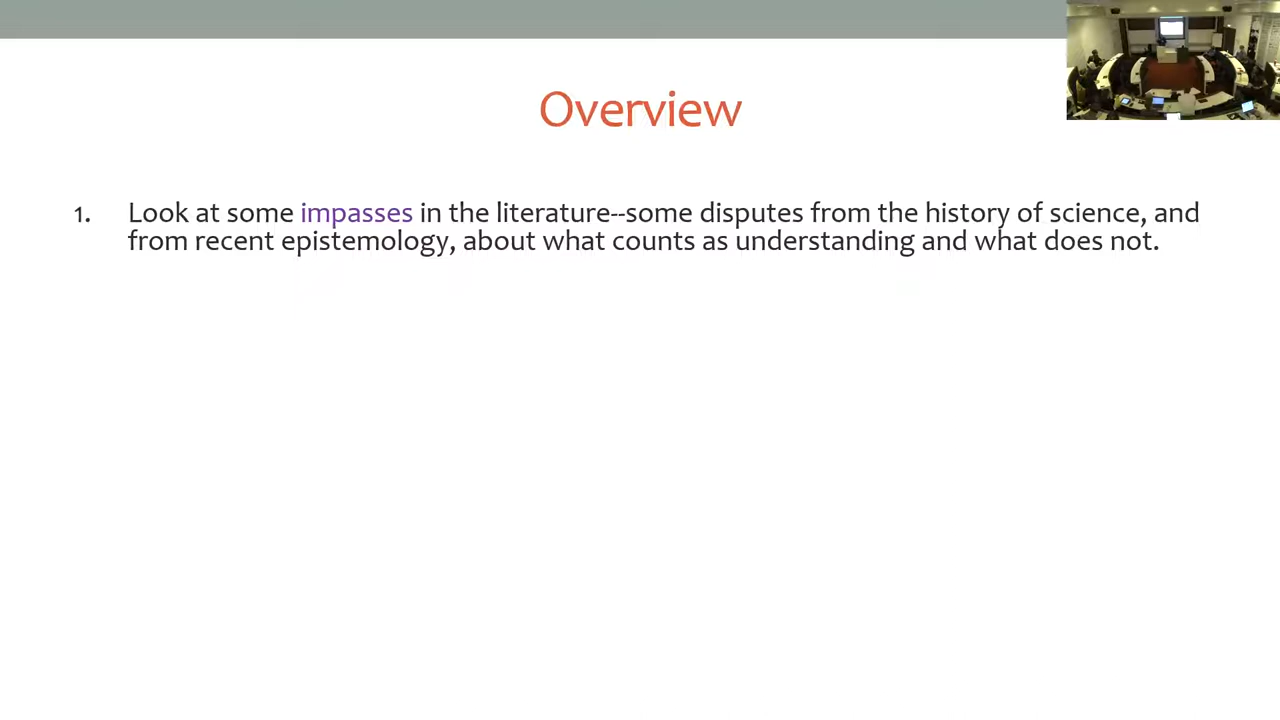 Overview
1. Look at some impasses in the literature--some disputes from the history of science, and
from recent epistemology, about what counts as understanding and what does not.